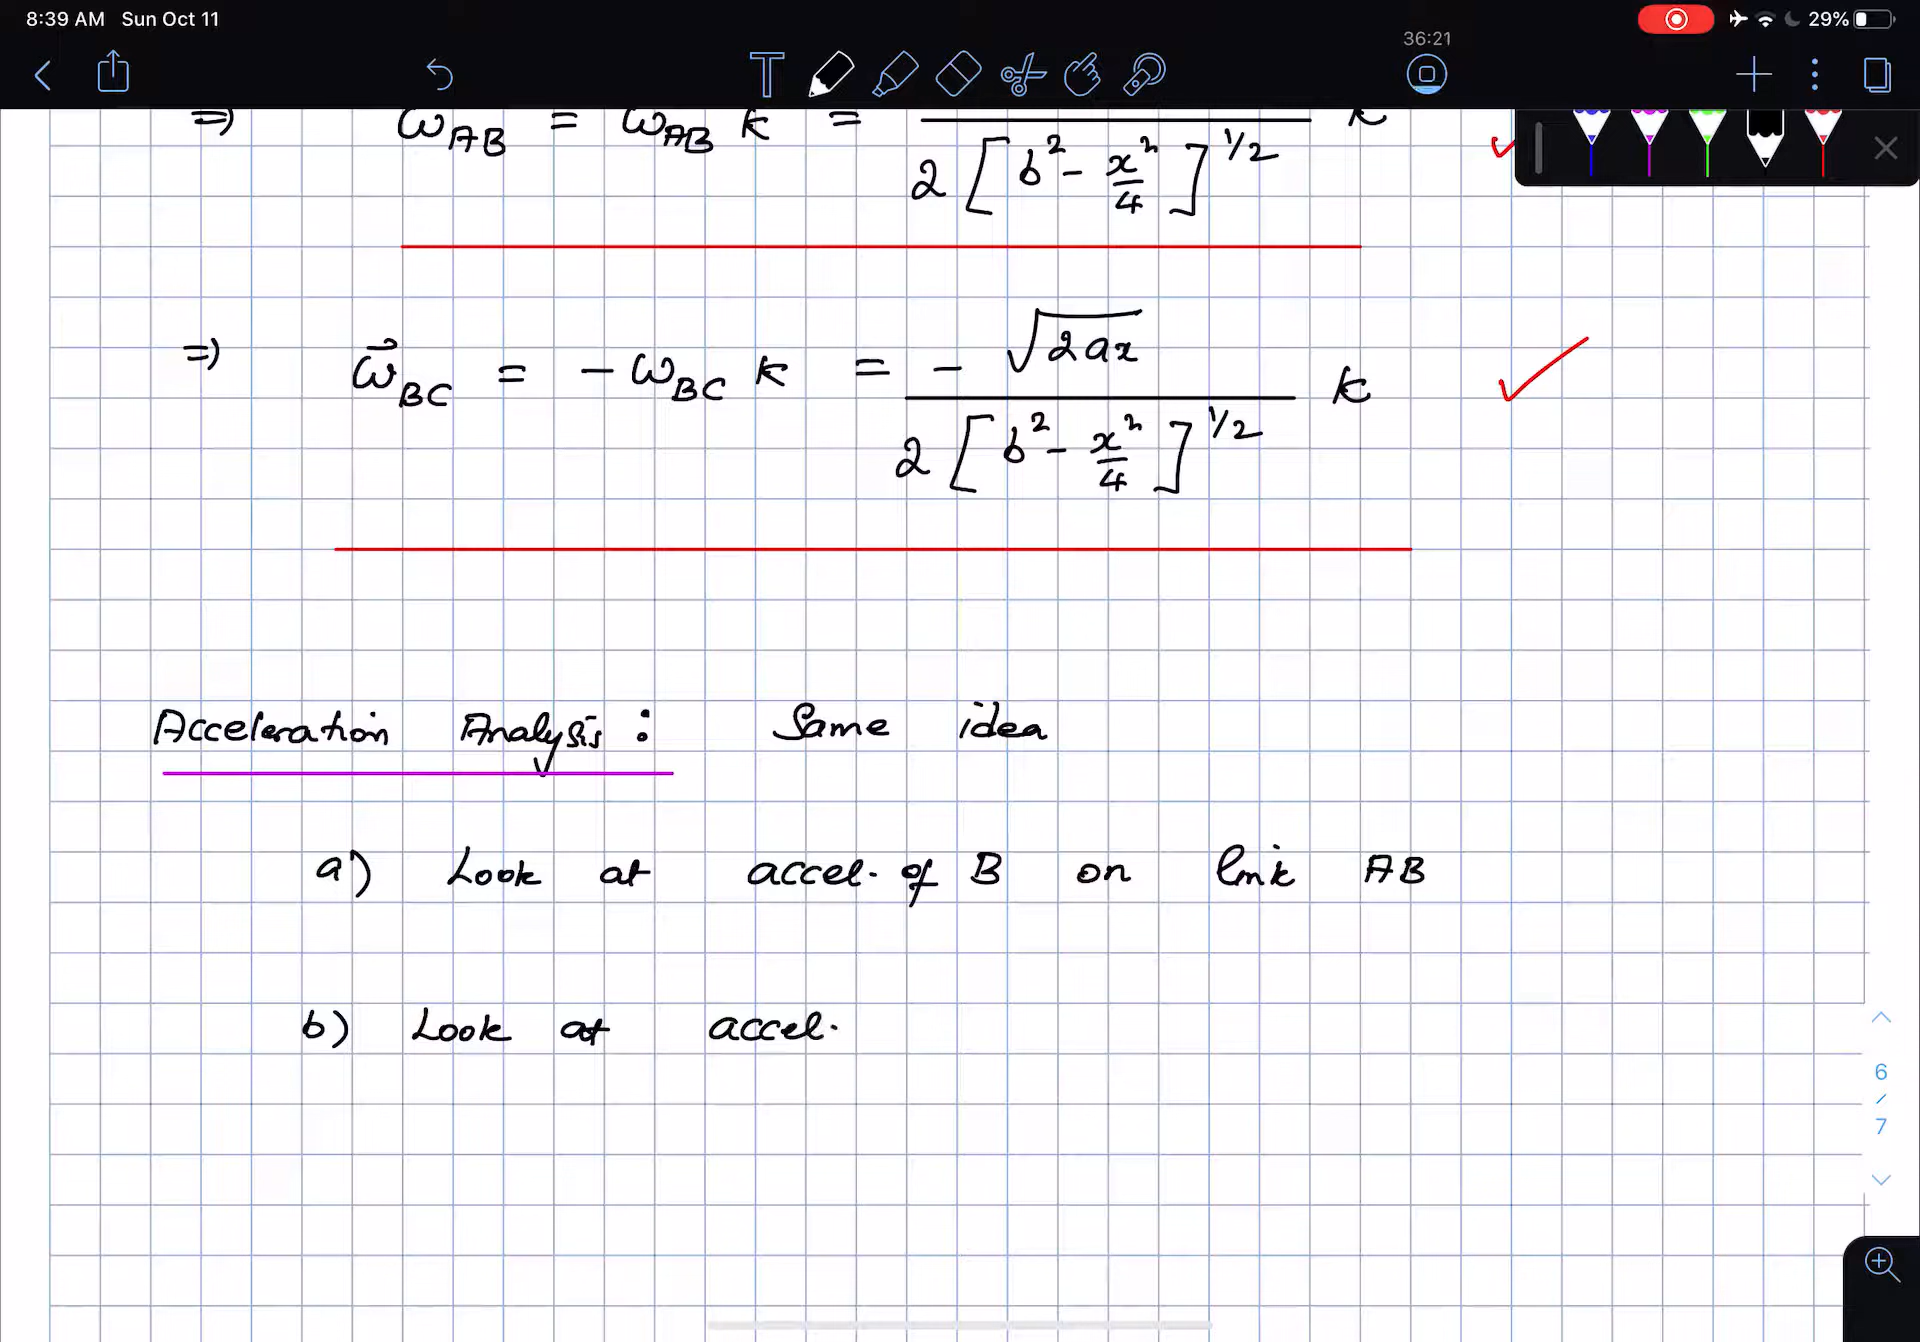 8:39 AM Sun Oct 11
29%
36:21
T
=) ω_AB = ω_AB k = ——— k
2 [ b² - x²/4 ]^1/2
=) ω⃗_BC = - ω_BC k = - √2ax / 2 [ b² - x²/4 ]^1/2 k
Acceleration Analysis : Same idea
a) Look at accel. of B on link AB
b) Look at accel.
6
/
7